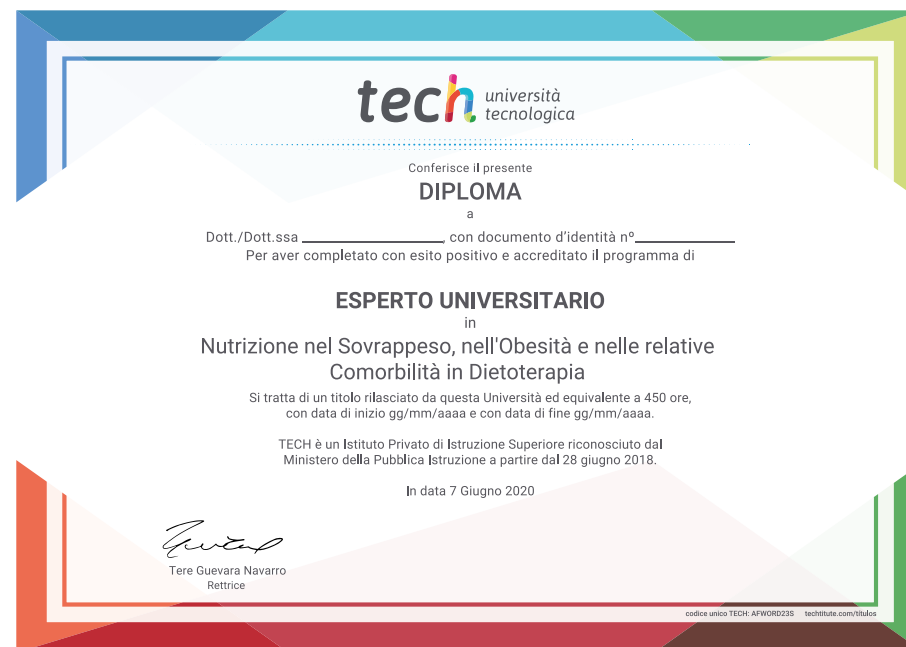 tech università
tecnologica
Conferisce il presente
DIPLOMA
a
Dott./Dott.ssa ____________________, con documento d'identità nº______________
Per aver completato con esito positivo e accreditato il programma di
ESPERTO UNIVERSITARIO
in
Nutrizione nel Sovrappeso, nell'Obesità e nelle relative
Comorbilità in Dietoterapia
Si tratta di un titolo rilasciato da questa Università ed equivalente a 450 ore,
con data di inizio gg/mm/aaaa e con data di fine gg/mm/aaaa.
TECH è un Istituto Privato di Istruzione Superiore riconosciuto dal
Ministero della Pubblica Istruzione a partire dal 28 giugno 2018.
In data 7 Giugno 2020
Tere Guevara Navarro
Rettrice
codice unico TECH: AFWORD23S techtitute.com/titulos